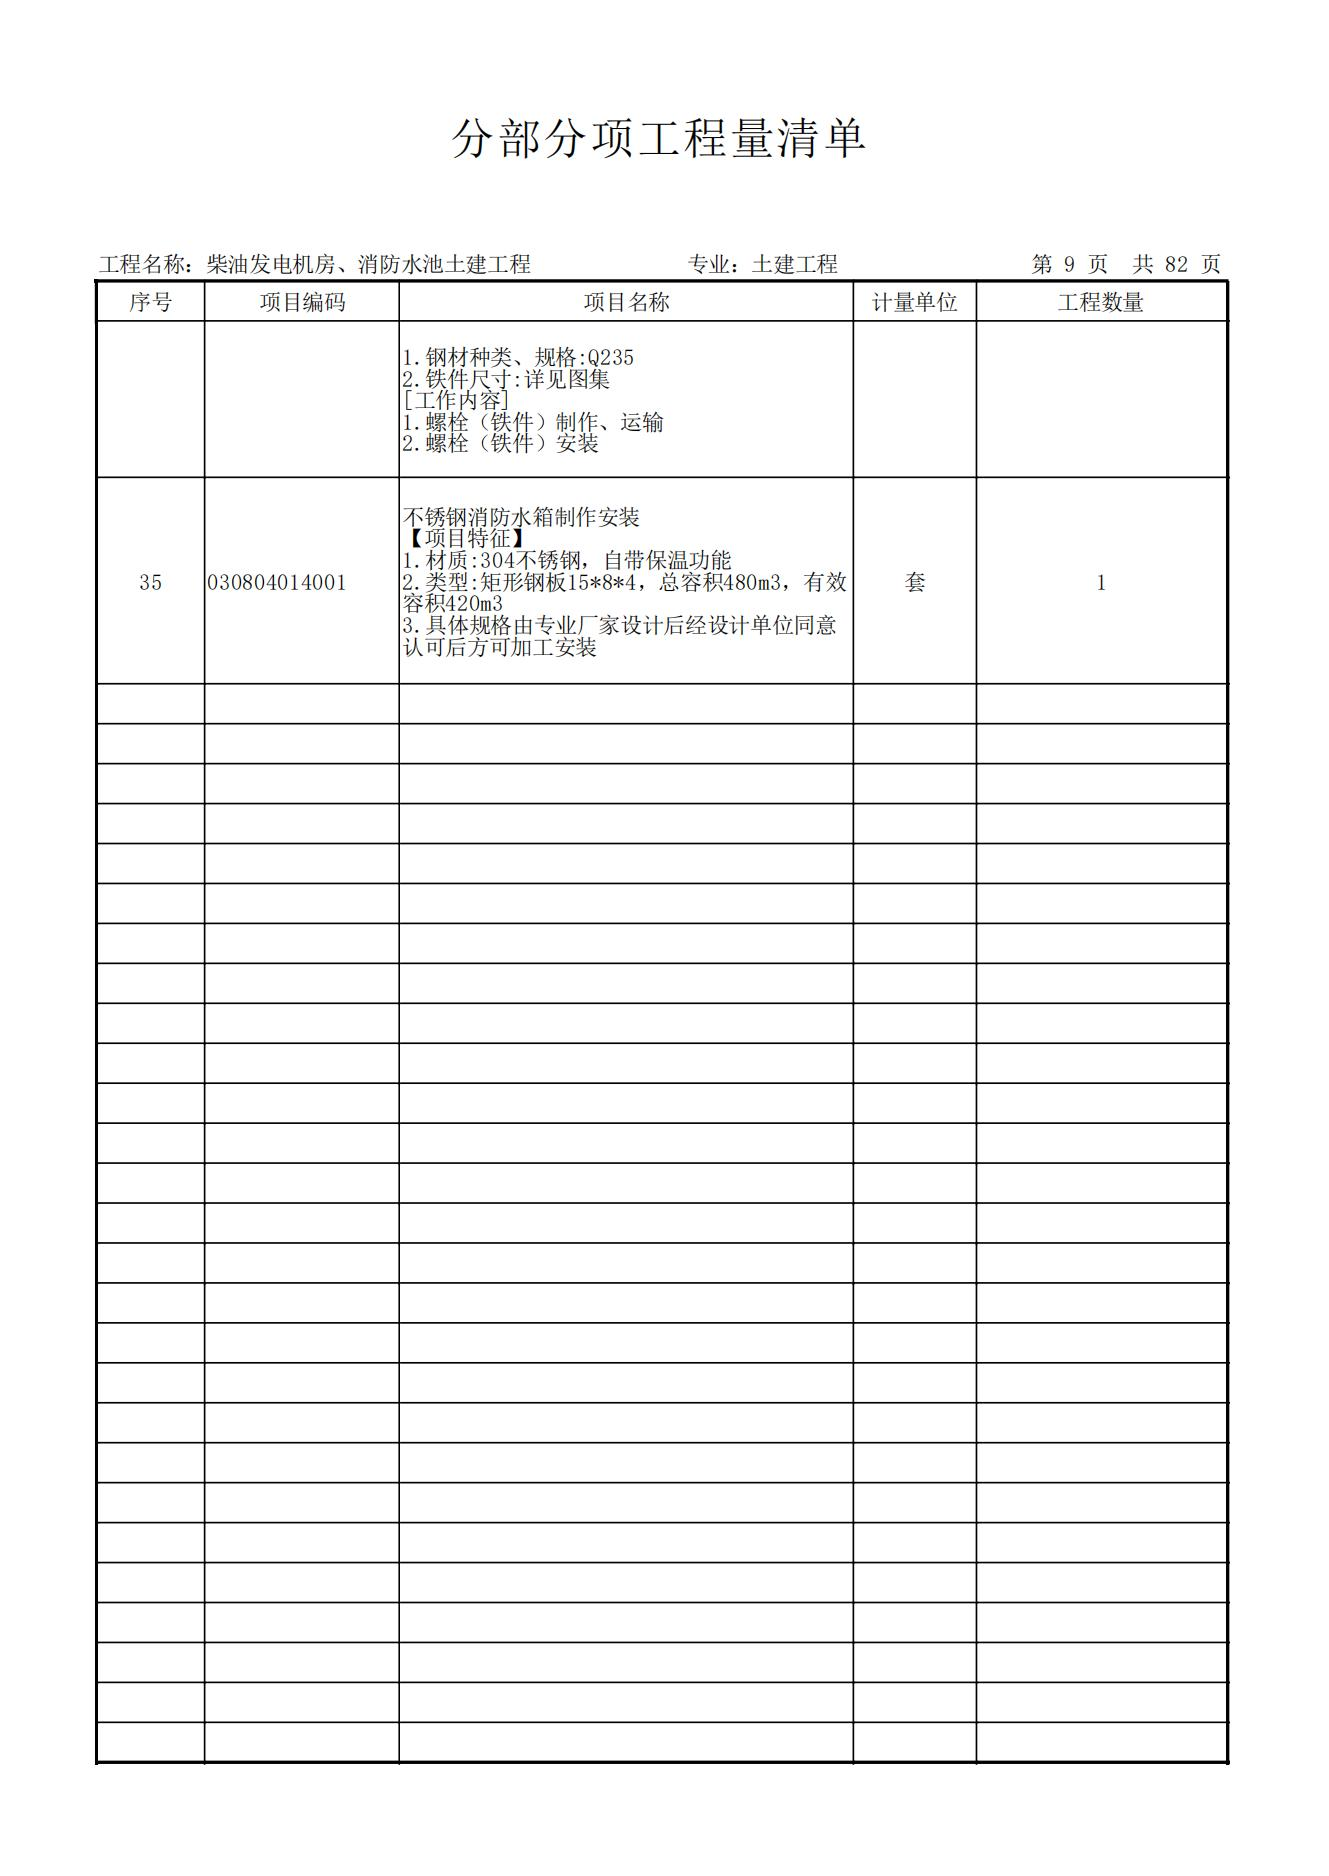 分部分项工程量清单
工程名称：柴油发电机房、消防水池土建工程 专业：土建工程 第 9 页 共 82 页
序号 项目编码 项目名称 计量单位 工程数量
1.钢材种类、规格:Q235
2.铁件尺寸:详见图集
[工作内容]
1.螺栓（铁件）制作、运输
2.螺栓（铁件）安装
不锈钢消防水箱制作安装
【项目特征】
1.材质:304不锈钢，自带保温功能
35 030804014001 2.类型:矩形钢板15*8*4，总容积480m3，有效 套 1
容积420m3
3.具体规格由专业厂家设计后经设计单位同意
认可后方可加工安装